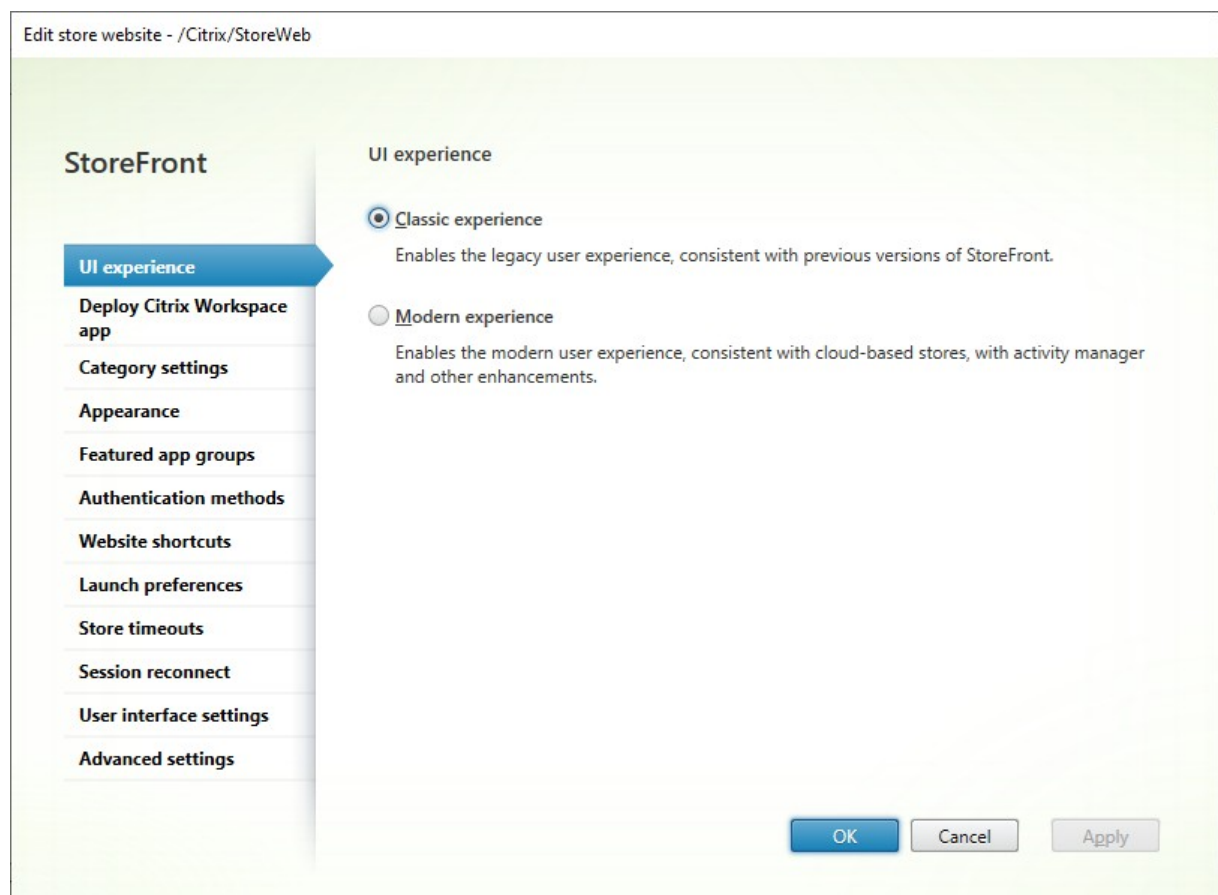 Edit store website - /Citrix/StoreWeb
StoreFront
UI experience
Deploy Citrix Workspace
app
Category settings
Appearance
Featured app groups
Authentication methods
Website shortcuts
Launch preferences
Store timeouts
Session reconnect
User interface settings
Advanced settings
UI experience
Classic experience
Enables the legacy user experience, consistent with previous versions of StoreFront.
Modern experience
Enables the modern user experience, consistent with cloud-based stores, with activity manager
and other enhancements.
OK
Cancel
Apply